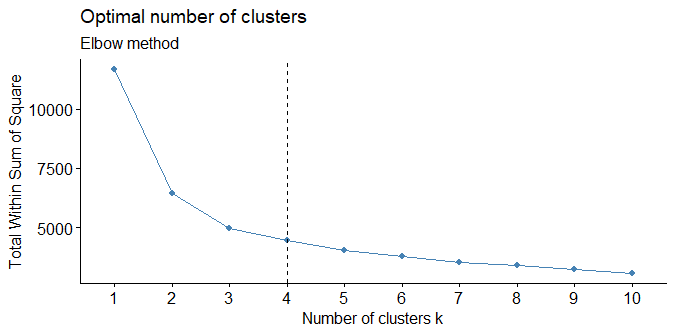 Optimal number of clusters
Elbow method
Total Within Sum of Square
10000
7500
5000
1 2 3 4 5 6 7 8 9 10
Number of clusters k